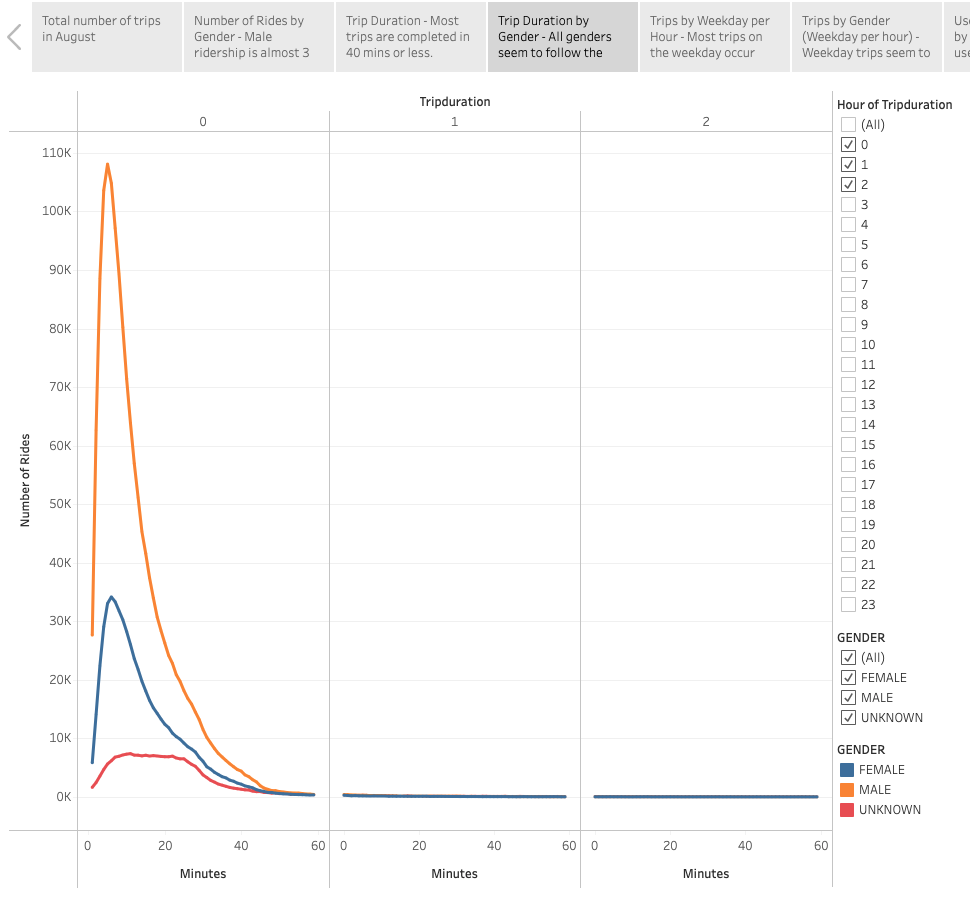 Total number of trips
in August
Number of Rides by
Gender - Male
ridership is almost 3
Trip Duration - Most
trips are completed in
40 mins or less.
Trip Duration by
Gender - All genders
seem to follow the
Trips by Weekday per
Hour - Most trips on
the weekday occur
Trips by Gender
(Weekday per hour) -
Weekday trips seem to
by
Tripduration
0
1
2
110K
100K
90K
80K
70K
60K
50K
40K
30K
20K
10K
0K
Number of Rides
0 20 40 60
0 20 40 60
0 20 40 60
Minutes
Minutes
Minutes
Hour of Tripduration
(All)
0
1
2
3
4
5
6
7
8
9
10
11
12
13
14
15
16
17
18
19
20
21
22
23
GENDER
(All)
FEMALE
MALE
UNKNOWN
GENDER
FEMALE
MALE
UNKNOWN